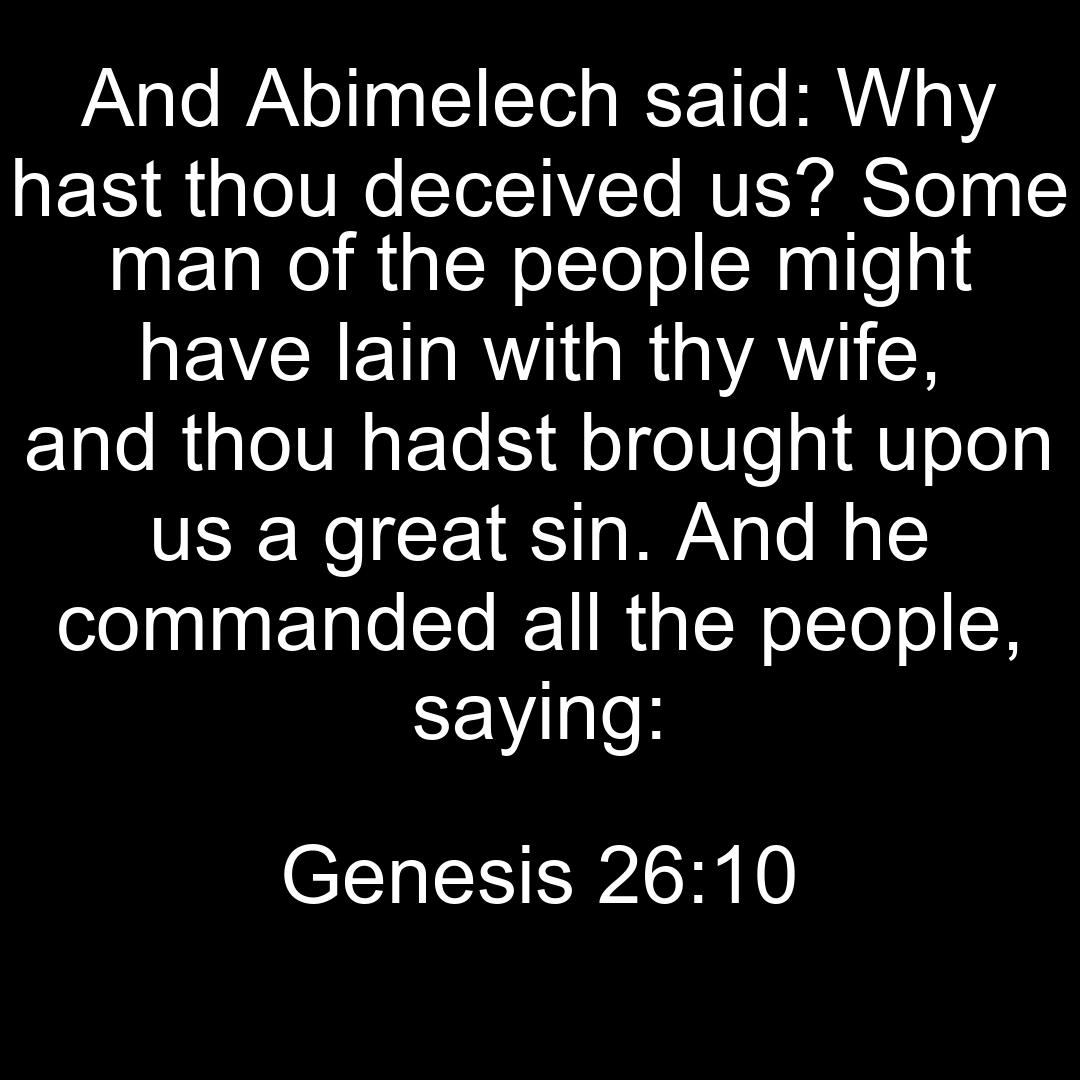 And Abimelech said: Why
hast thou deceived us? Some
man of the people might
have lain with thy wife,
and thou hadst brought upon
us a great sin. And he
commanded all the people,
saying:
Genesis 26:10